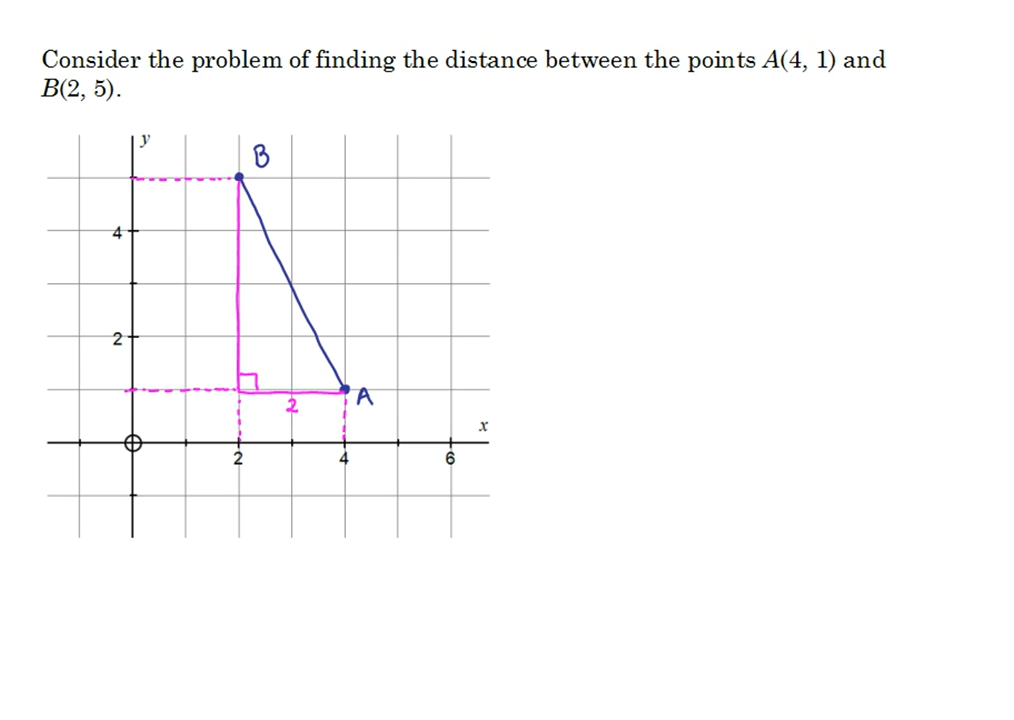 Consider the problem of finding the distance between the points A(4, 1) and
B(2, 5).
y
B
4
2
A
2
x
2 4 6